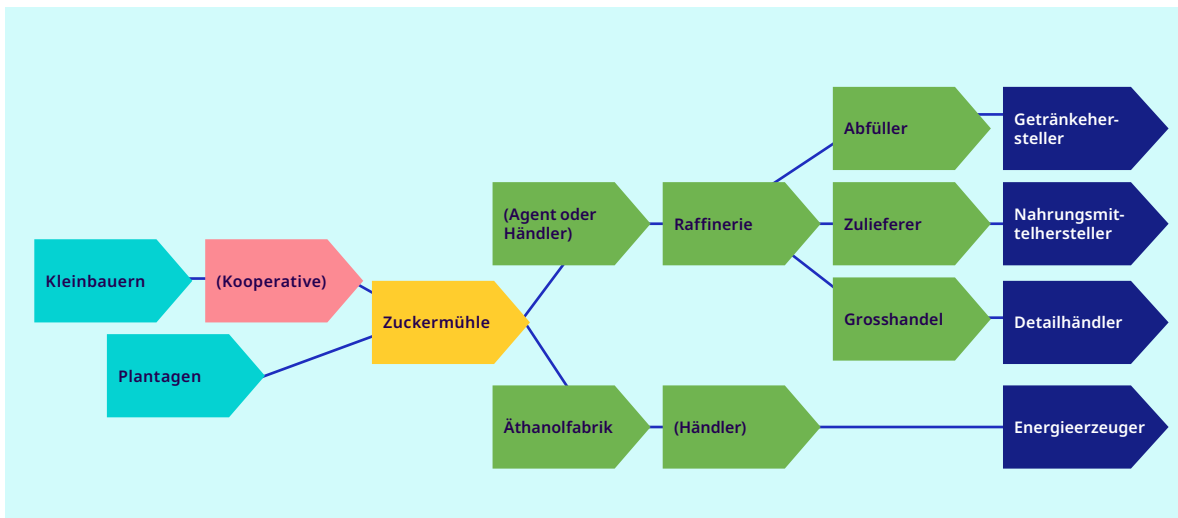 Abfüller
Getränkeher-
steller
(Agent oder
Händler)
Raffinerie
Zulieferer
Nahrungsmit-
telhersteller
Kleinbauern
(Kooperative)
Zuckermühle
Grosshandel
Detailhändler
Plantagen
Äthanolfabrik
(Händler)
Energieerzeuger